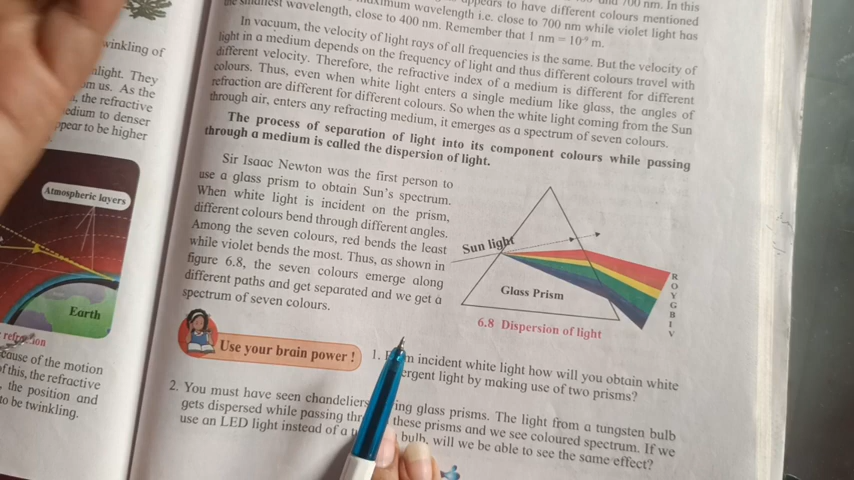 winkling of
light. They
om us. As the
, the refractive
edium to denser
ppear to be higher
Atmospheric layers
Earth
refraction
cause of the motion
of this, the refractive
, the position and
to be twinkling.
appears to have different colours mentioned
maximum wavelength i.e. close to 700 nm while violet light has
the smallest wavelength, close to 400 nm. Remember that 1 nm = 10⁻⁹ m.
In vacuum, the velocity of light rays of all frequencies is the same. But the velocity of
light in a medium depends on the frequency of light and thus different colours travel with
different velocity. Therefore, the refractive index of a medium is different for different
colours. Thus, even when white light enters a single medium like glass, the angles of
refraction are different for different colours. So when the white light coming from the Sun
through air, enters any refracting medium, it emerges as a spectrum of seven colours.
The process of separation of light into its component colours while passing
through a medium is called the dispersion of light.
Sir Isaac Newton was the first person to
use a glass prism to obtain Sun's spectrum.
When white light is incident on the prism,
different colours bend through different angles.
Among the seven colours, red bends the least
while violet bends the most. Thus, as shown in
figure 6.8, the seven colours emerge along
different paths and get separated and we get a
spectrum of seven colours.
Sun light
Glass Prism
R
O
Y
G
B
I
V
6.8 Dispersion of light
Use your brain power !
1. incident white light how will you obtain white
ergent light by making use of two prisms?
2. You must have seen chandeliers ing glass prisms. The light from a tungsten bulb
gets dispersed while passing thr these prisms and we see coloured spectrum. If we
use an LED light instead of a bulb, will we be able to see the same effect?